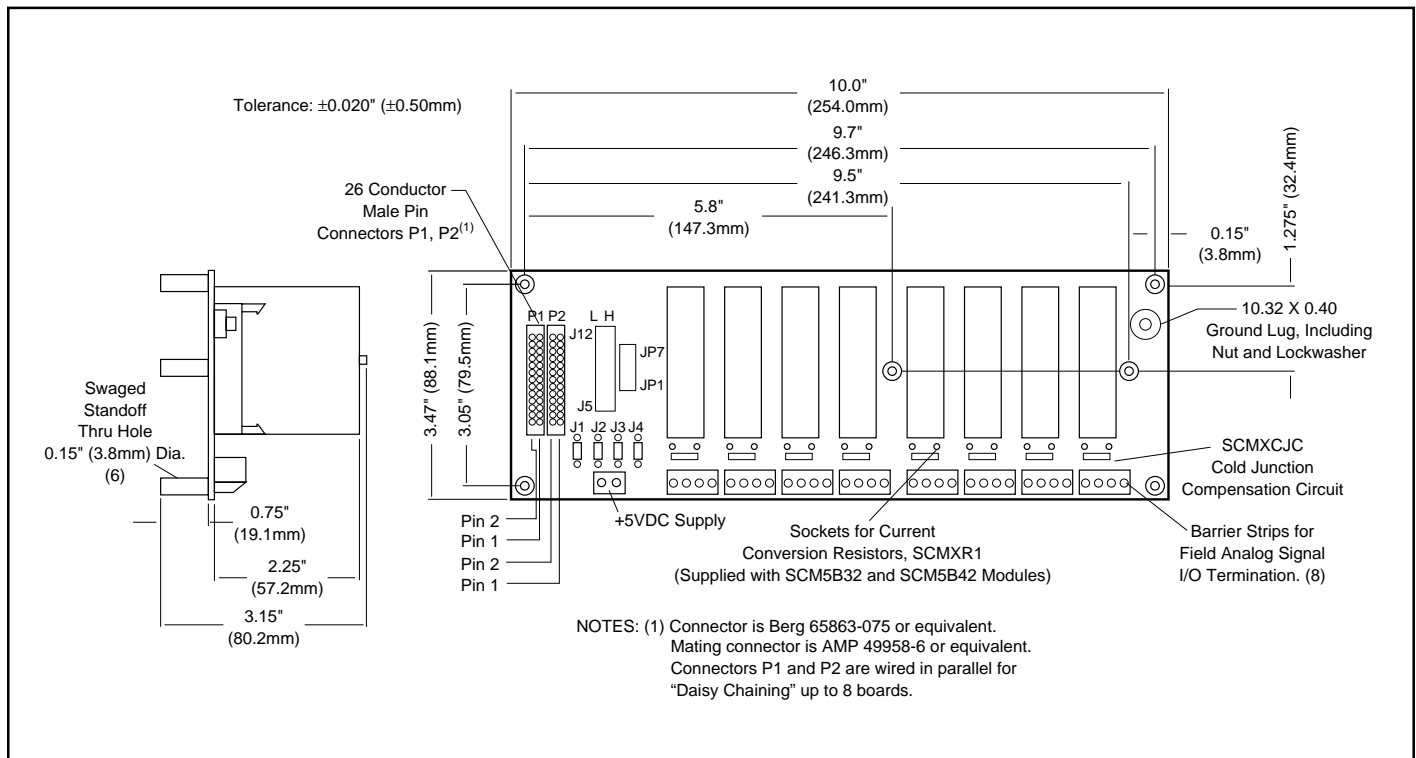 Tolerance: ±0.020" (±0.50mm)
10.0"
(254.0mm)
9.7"
(246.3mm)
9.5"
(241.3mm)
5.8"
(147.3mm)
1.275" (32.4mm)
0.15"
(3.8mm)
26 Conductor
Male Pin
Connectors P1, P2(1)
3.47" (88.1mm)
3.05" (79.5mm)
P1 P2
L H
J12
JP7
JP1
J5
J1 J2 J3 J4
10.32 X 0.40
Ground Lug, Including
Nut and Lockwasher
Swaged
Standoff
Thru Hole
0.15" (3.8mm) Dia.
(6)
SCMXCJC
Cold Junction
Compensation Circuit
0.75"
(19.1mm)
2.25"
(57.2mm)
3.15"
(80.2mm)
Pin 2
Pin 1
Pin 2
Pin 1
+5VDC Supply
Sockets for Current
Conversion Resistors, SCMXR1
(Supplied with SCM5B32 and SCM5B42 Modules)
Barrier Strips for
Field Analog Signal
I/O Termination. (8)
NOTES: (1) Connector is Berg 65863-075 or equivalent.
Mating connector is AMP 49958-6 or equivalent.
Connectors P1 and P2 are wired in parallel for
“Daisy Chaining” up to 8 boards.